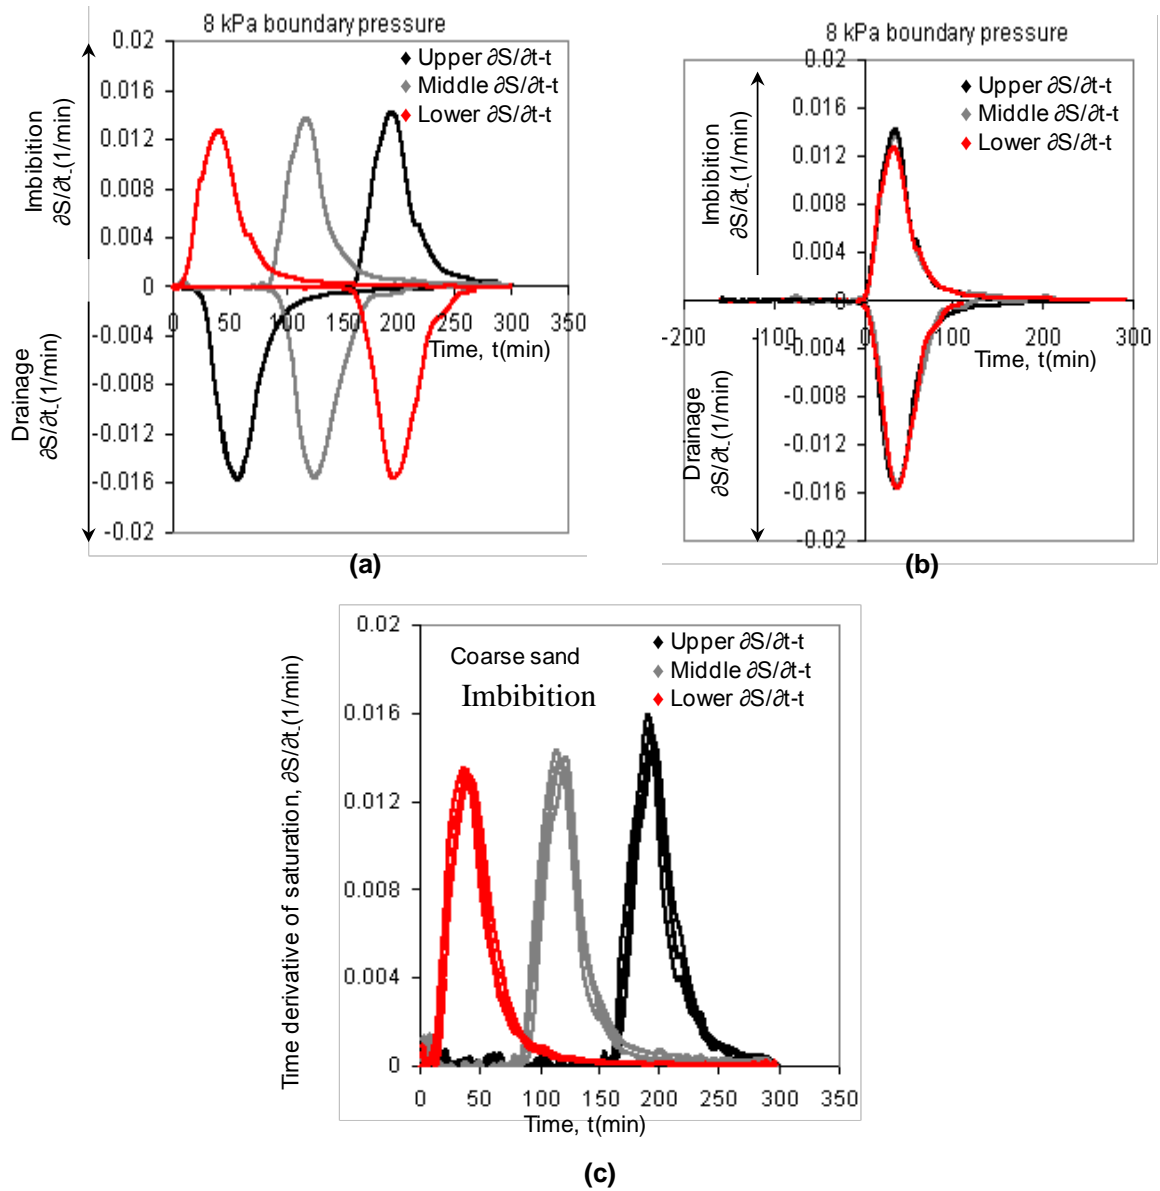 8 kPa boundary pressure
0.02
0.016
0.012
0.008
0.004
0
-0.004
-0.008
-0.012
-0.016
-0.02
0 50 100 150 200 250 300 350
Time, t(min)
Imbibition
∂S/∂t-(1/min)
Drainage
∂S/∂t-(1/min)
Upper ∂S/∂t-t
Middle ∂S/∂t-t
Lower ∂S/∂t-t
(a)
8 kPa boundary pressure
0.02
0.016
0.012
0.008
0.004
0
-0.004
-0.008
-0.012
-0.016
-0.02
-200 -100 0 100 200 300
Time, t(min)
Imbibition
∂S/∂t-(1/min)
Drainage
∂S/∂t-(1/min)
Upper ∂S/∂t-t
Middle ∂S/∂t-t
Lower ∂S/∂t-t
(b)
Time derivative of saturation, ∂S/∂t-(1/min)
0.02
0.016
0.012
0.008
0.004
0
0 50 100 150 200 250 300 350
Time, t(min)
Coarse sand
Imbibition
Upper ∂S/∂t-t
Middle ∂S/∂t-t
Lower ∂S/∂t-t
(c)